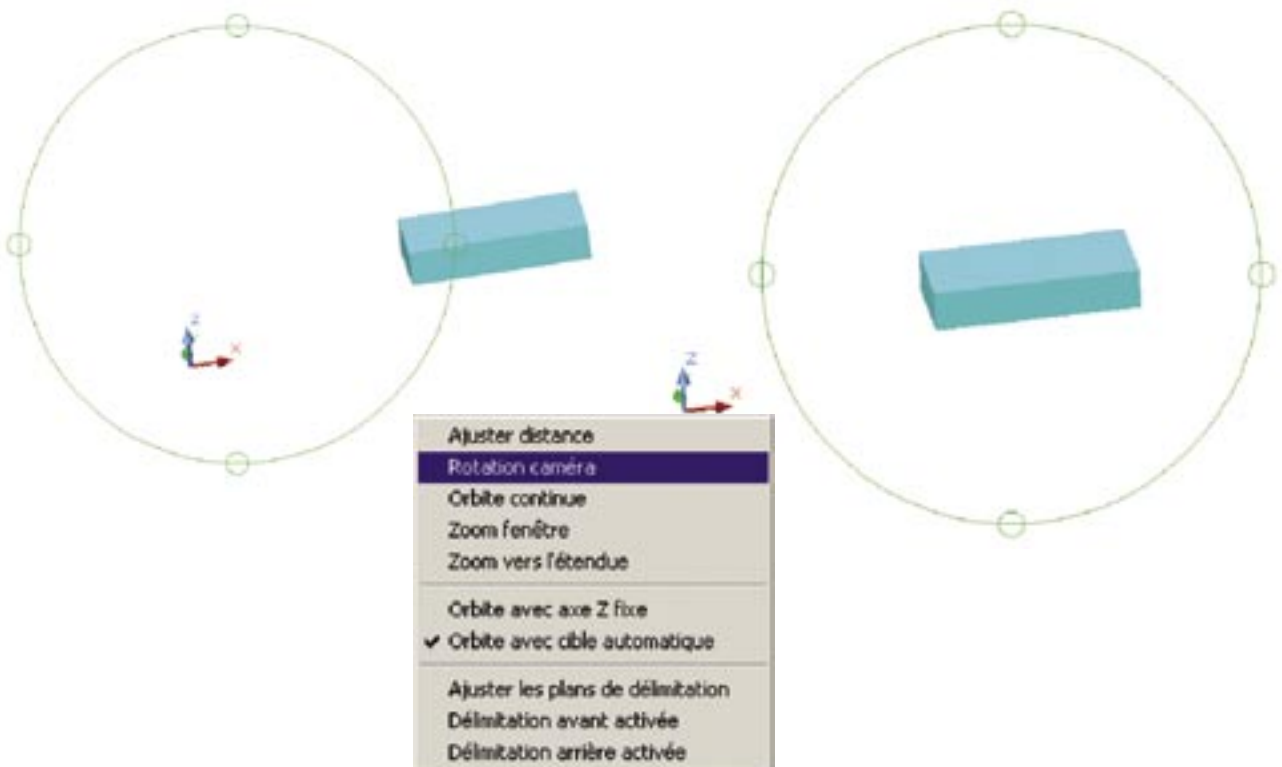 Z
X
Z
X
Ajuster distance
Rotation caméra
Orbite continue
Zoom fenêtre
Zoom vers l'étendue
Orbite avec axe Z fixe
✔ Orbite avec cible automatique
Ajuster les plans de délimitation
Délimitation avant activée
Délimitation arrière activée